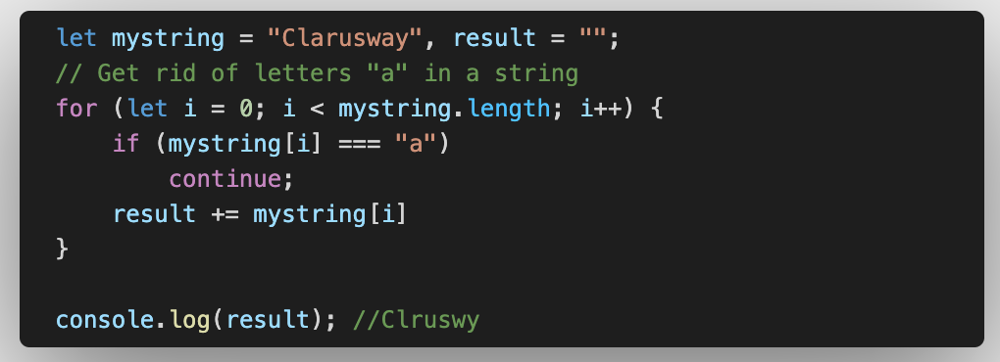 let mystring = "Clarusway", result = "";
// Get rid of letters "a" in a string
for (let i = 0; i < mystring.length; i++) {
    if (mystring[i] === "a")
        continue;
    result += mystring[i]
}
console.log(result); //Clruswy